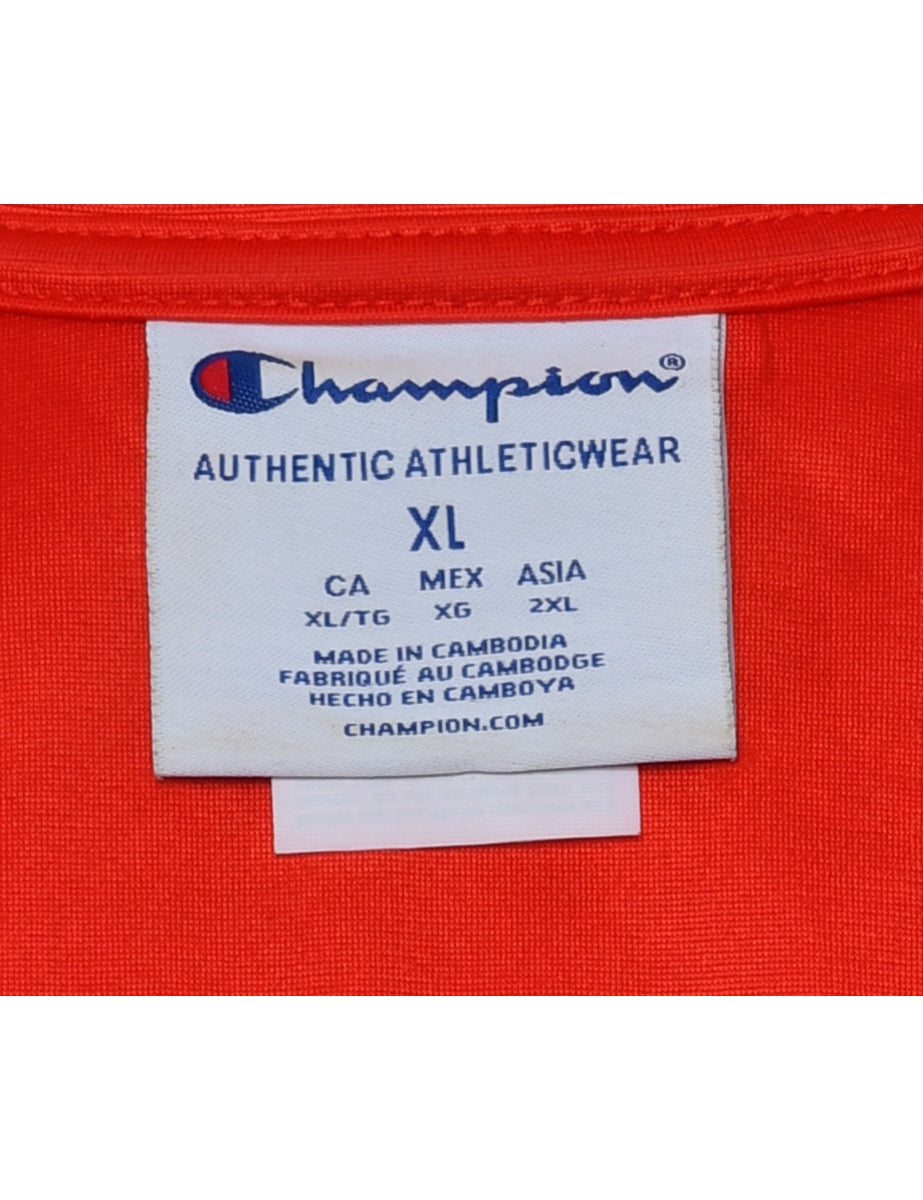 Champion®
AUTHENTIC ATHLETICWEAR
XL
CA MEX ASIA
XL/TG XG 2XL
MADE IN CAMBODIA
FABRIQUÉ AU CAMBODGE
HECHO EN CAMBOYA
CHAMPION.COM